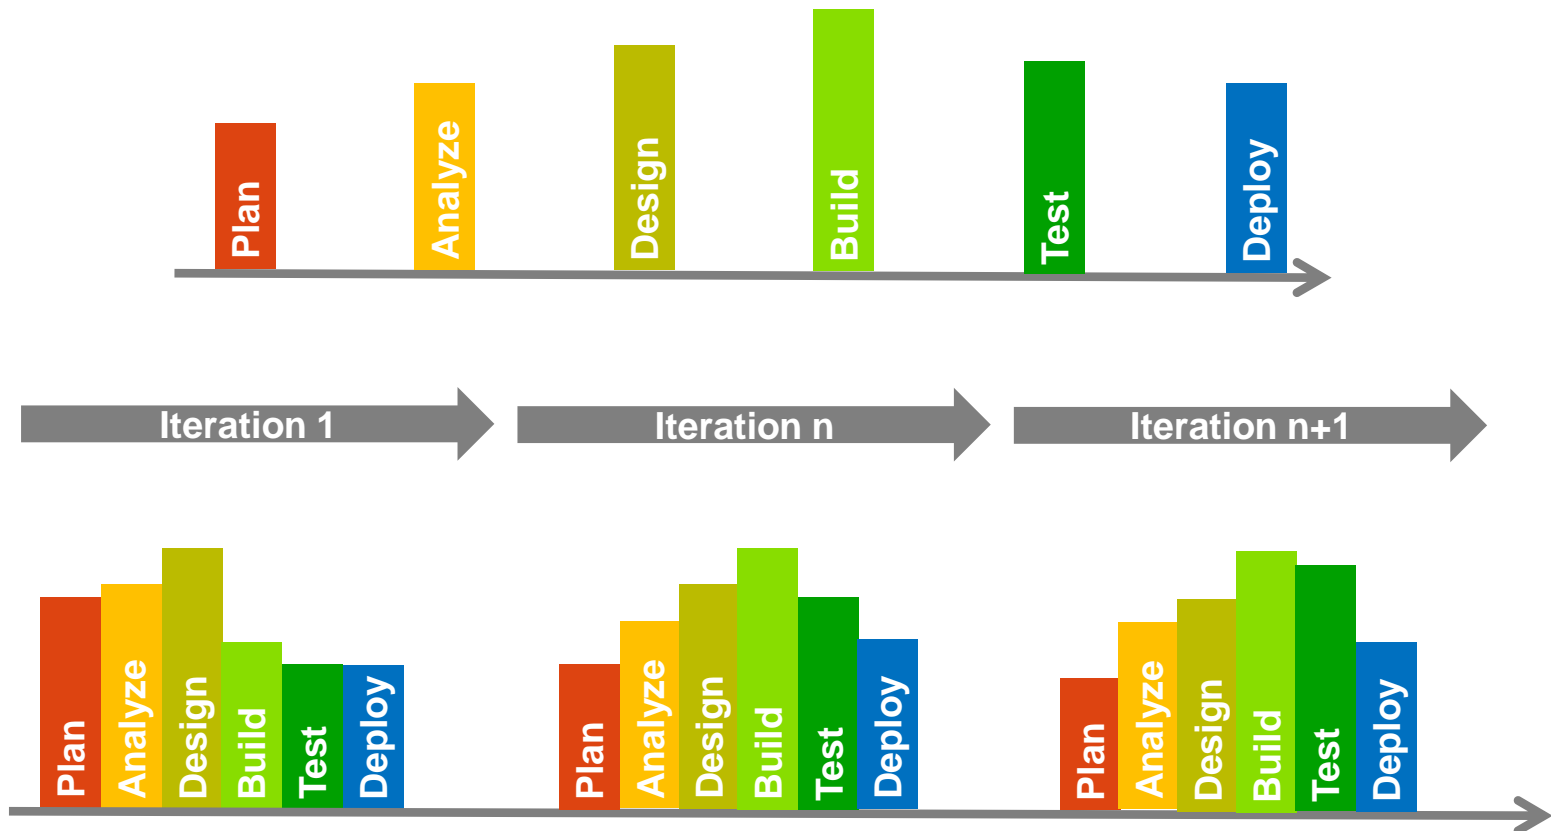 Plan
Analyze
Design
Build
Test
Deploy
Iteration 1
Iteration n
Iteration n+1
Plan
Analyze
Design
Build
Test
Deploy
Plan
Analyze
Design
Build
Test
Deploy
Plan
Analyze
Design
Build
Test
Deploy